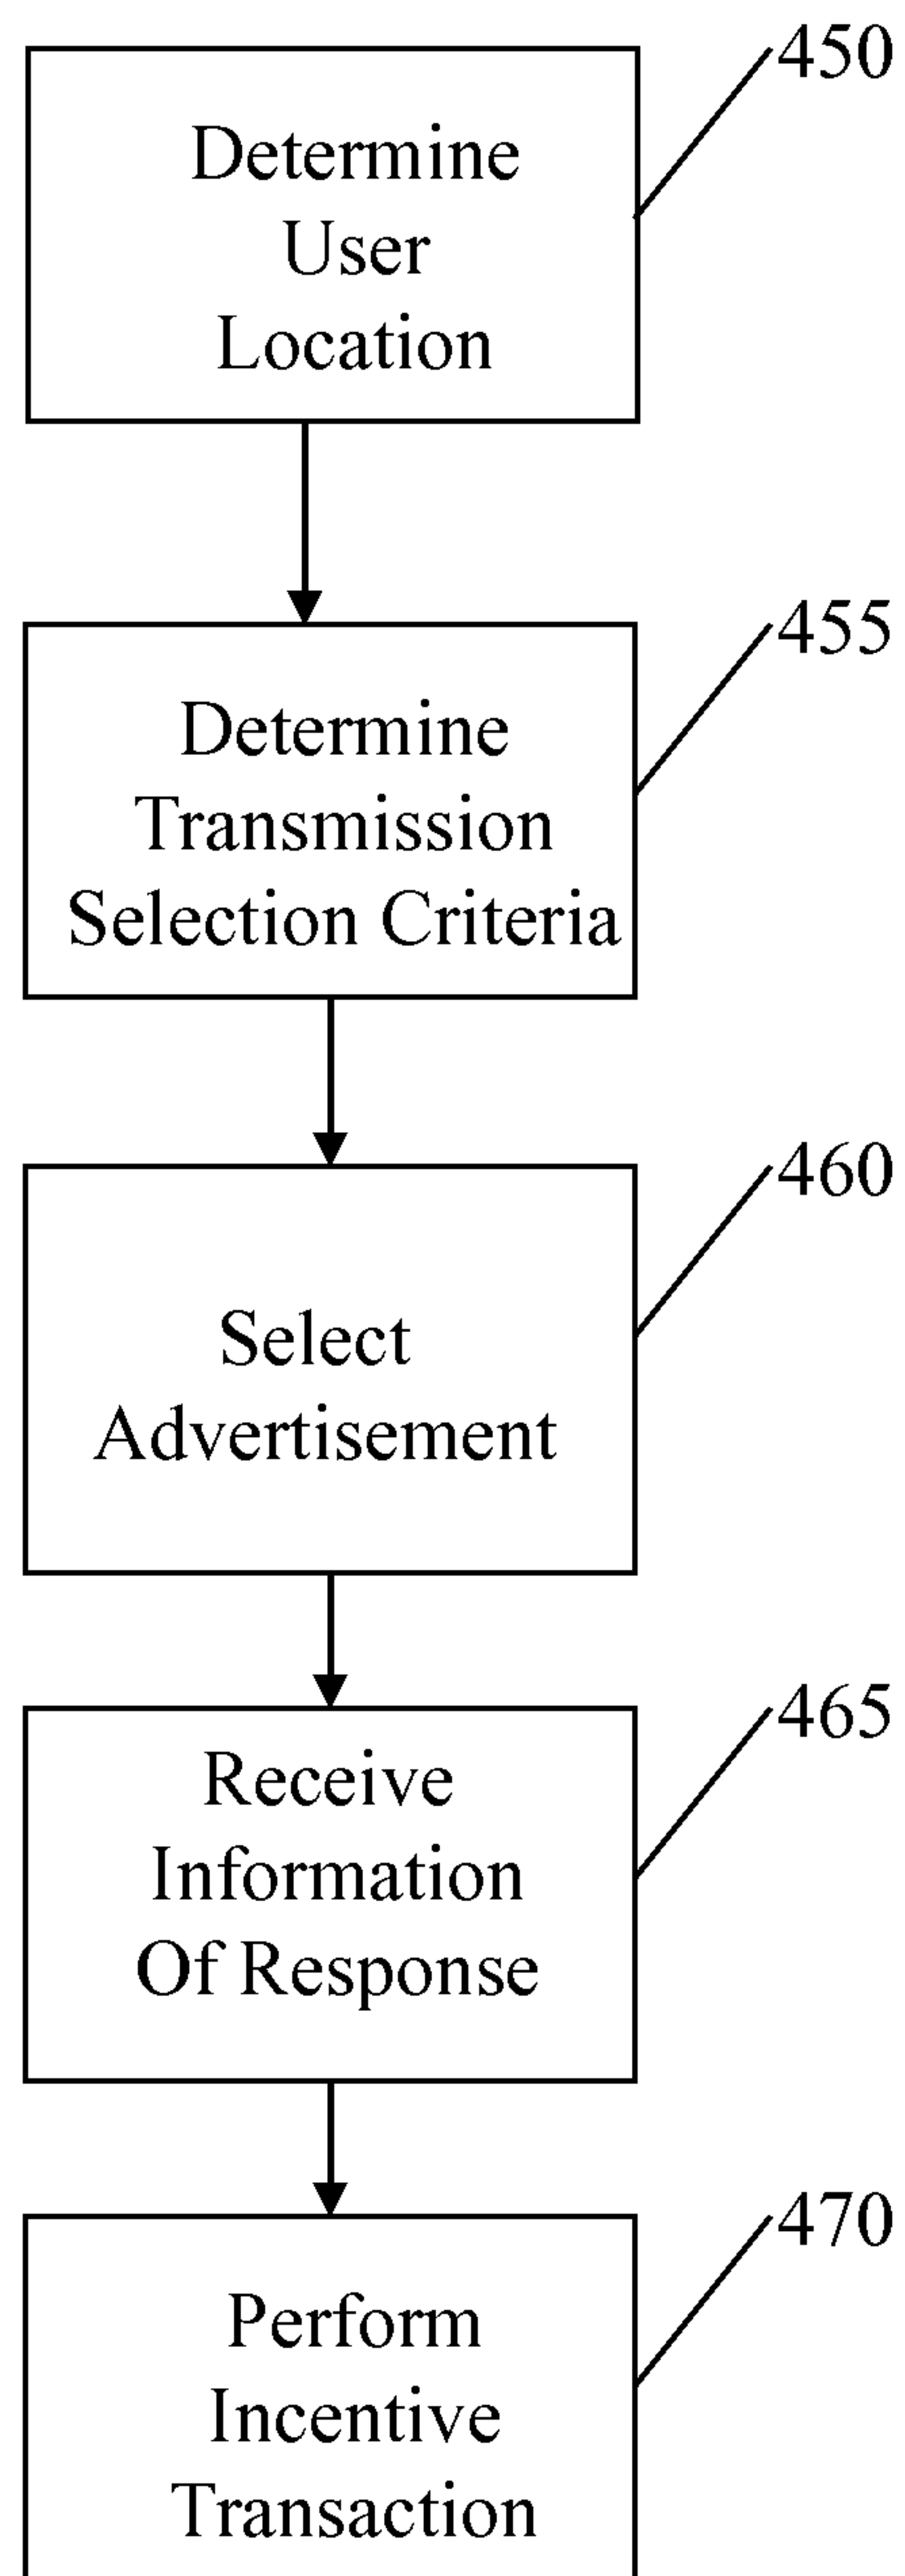 450
Determine
User
Location
455
Determine
Transmission
Selection Criteria
460
Select
Advertisement
465
Receive
Information
Of Response
470
Perform
Incentive
Transaction